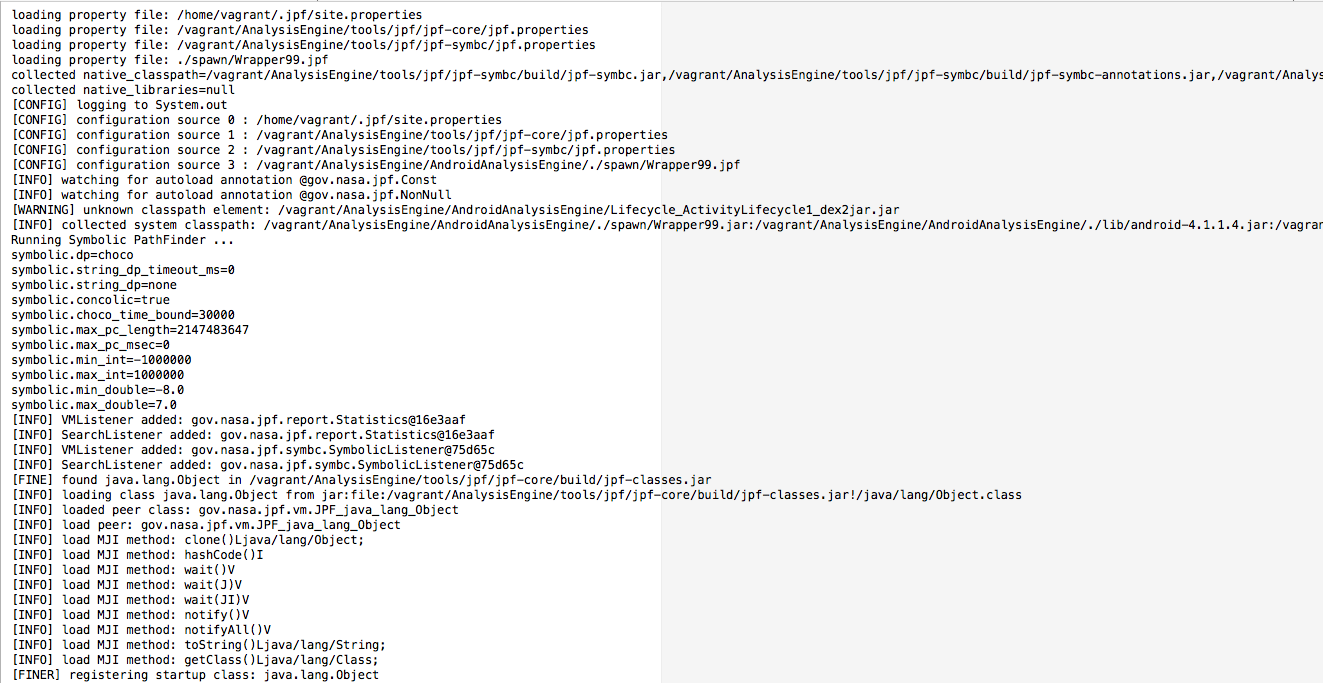 loading property file: /home/vagrant/.jpf/site.properties
loading property file: /vagrant/AnalysisEngine/tools/jpf/jpf-core/jpf.properties
loading property file: /vagrant/AnalysisEngine/tools/jpf/jpf-symbc/jpf.properties
loading property file: ./spawn/Wrapper99.jpf
collected native_classpath=/vagrant/AnalysisEngine/tools/jpf/jpf-symbc/build/jpf-symbc.jar,/vagrant/AnalysisEngine/tools/jpf/jpf-symbc/build/jpf-symbc-annotations.jar,/vagrant/Analys
collected native_libraries=null
[CONFIG] logging to System.out
[CONFIG] configuration source 0 : /home/vagrant/.jpf/site.properties
[CONFIG] configuration source 1 : /vagrant/AnalysisEngine/tools/jpf/jpf-core/jpf.properties
[CONFIG] configuration source 2 : /vagrant/AnalysisEngine/tools/jpf/jpf-symbc/jpf.properties
[CONFIG] configuration source 3 : /vagrant/AnalysisEngine/AndroidAnalysisEngine/./spawn/Wrapper99.jpf
[INFO] watching for autoload annotation @gov.nasa.jpf.Const
[INFO] watching for autoload annotation @gov.nasa.jpf.NonNull
[WARNING] unknown classpath element: /vagrant/AnalysisEngine/AndroidAnalysisEngine/Lifecycle_ActivityLifecycle1_dex2jar.jar
[INFO] collected system classpath: /vagrant/AnalysisEngine/AndroidAnalysisEngine/./spawn/Wrapper99.jar:/vagrant/AnalysisEngine/AndroidAnalysisEngine/./lib/android-4.1.1.4.jar:/vagran
Running Symbolic PathFinder ...
symbolic.dp=choco
symbolic.string_dp_timeout_ms=0
symbolic.string_dp=none
symbolic.concolic=true
symbolic.choco_time_bound=30000
symbolic.max_pc_length=2147483647
symbolic.max_pc_msec=0
symbolic.min_int=-1000000
symbolic.max_int=1000000
symbolic.min_double=-8.0
symbolic.max_double=7.0
[INFO] VMListener added: gov.nasa.jpf.report.Statistics@16e3aaf
[INFO] SearchListener added: gov.nasa.jpf.report.Statistics@16e3aaf
[INFO] VMListener added: gov.nasa.jpf.symbc.SymbolicListener@75d65c
[INFO] SearchListener added: gov.nasa.jpf.symbc.SymbolicListener@75d65c
[FINE] found java.lang.Object in /vagrant/AnalysisEngine/tools/jpf/jpf-core/build/jpf-classes.jar
[INFO] loading class java.lang.Object from jar:file:/vagrant/AnalysisEngine/tools/jpf/jpf-core/build/jpf-classes.jar!/java/lang/Object.class
[INFO] loaded peer class: gov.nasa.jpf.vm.JPF_java_lang_Object
[INFO] load peer: gov.nasa.jpf.vm.JPF_java_lang_Object
[INFO] load MJI method: clone()Ljava/lang/Object;
[INFO] load MJI method: hashCode()I
[INFO] load MJI method: wait()V
[INFO] load MJI method: wait(J)V
[INFO] load MJI method: wait(JI)V
[INFO] load MJI method: notify()V
[INFO] load MJI method: notifyAll()V
[INFO] load MJI method: toString()Ljava/lang/String;
[INFO] load MJI method: getClass()Ljava/lang/Class;
[FINER] registering startup class: java.lang.Object